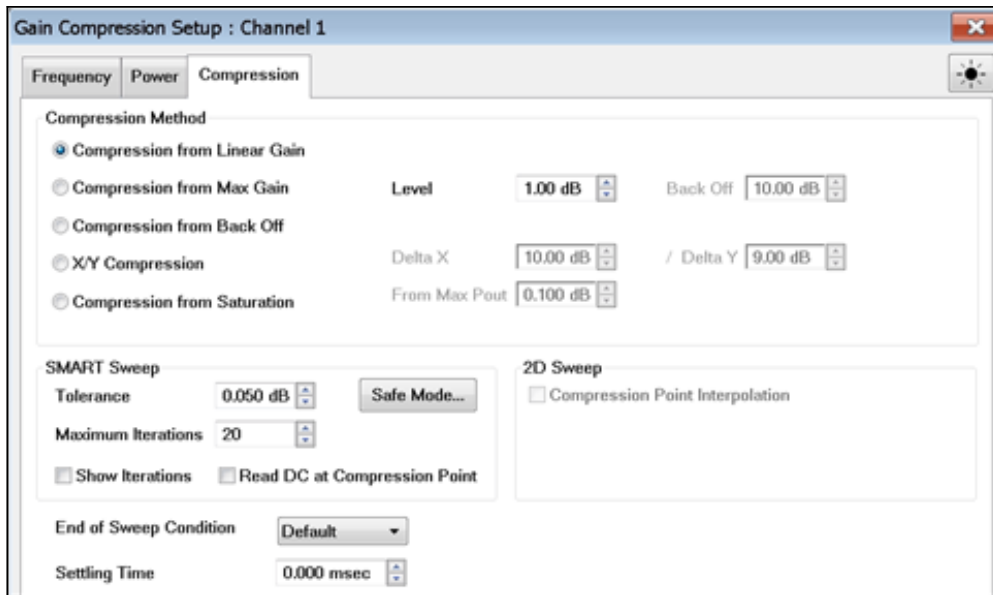 Gain Compression Setup : Channel 1
Frequency Power Compression
Compression Method
Compression from Linear Gain
Compression from Max Gain Level 1.00 dB Back Off 10.00 dB
Compression from Back Off
X/Y Compression Delta X 10.00 dB / Delta Y 9.00 dB
Compression from Saturation From Max Pout 0.100 dB
SMART Sweep
Tolerance 0.050 dB Safe Mode...
Maximum Iterations 20
Show Iterations Read DC at Compression Point
2D Sweep
Compression Point Interpolation
End of Sweep Condition Default
Settling Time 0.000 msec